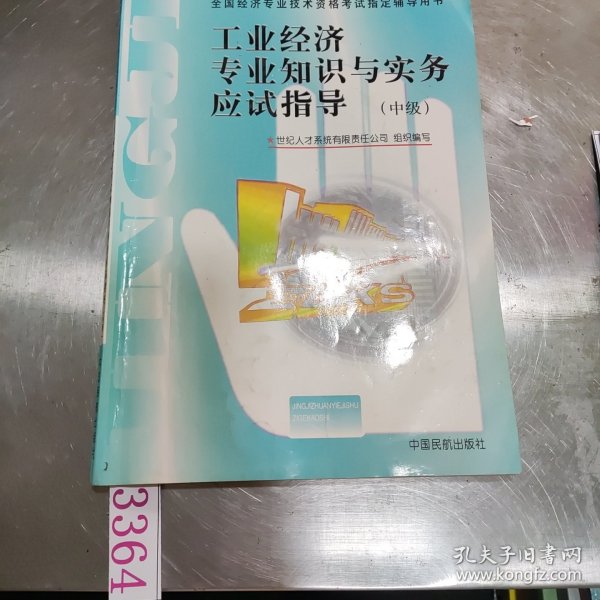 全国经济专业技术资格考试指定辅导用书
工业经济
专业知识与实务
应试指导 (中级)
★世纪人才系统有限责任公司 组织编写
JINGJIZHUANYEJISHU
ZIGEKAOSHI
中国民航出版社
3364
孔夫子旧书网
www.kongfz.com